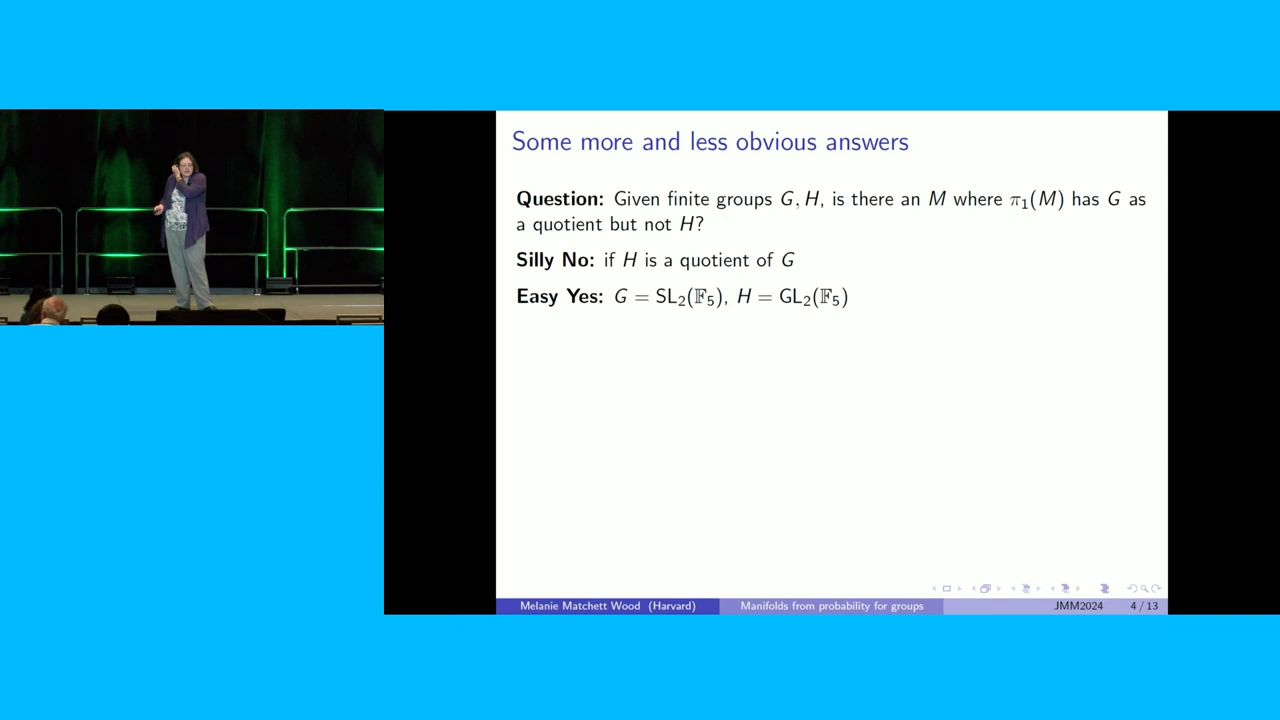 Some more and less obvious answers
Question: Given finite groups G, H, is there an M where π₁(M) has G as
a quotient but not H?
Silly No: if H is a quotient of G
Easy Yes: G = SL₂(𝔽₅), H = GL₂(𝔽₅)
Melanie Matchett Wood (Harvard) Manifolds from probability for groups JMM2024 4 / 13